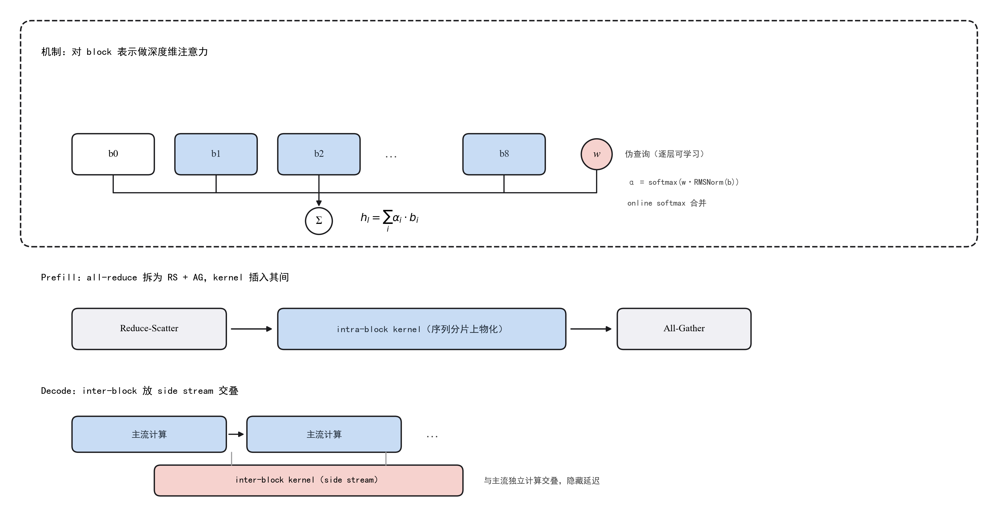 机制：对 block 表示做深度维注意力
b0
b1
b2
...
b8
w
伪查询（逐层可学习）
α = softmax(w·RMSNorm(b))
online softmax 合并
Σ
h_l = ∑_i α_i · b_i
Prefill：all-reduce 拆为 RS + AG，kernel 插入其间
Reduce-Scatter
intra-block kernel（序列分片上物化）
All-Gather
Decode：inter-block 放 side stream 交叠
主流计算
主流计算
...
inter-block kernel（side stream）
与主流独立计算交叠，隐藏延迟